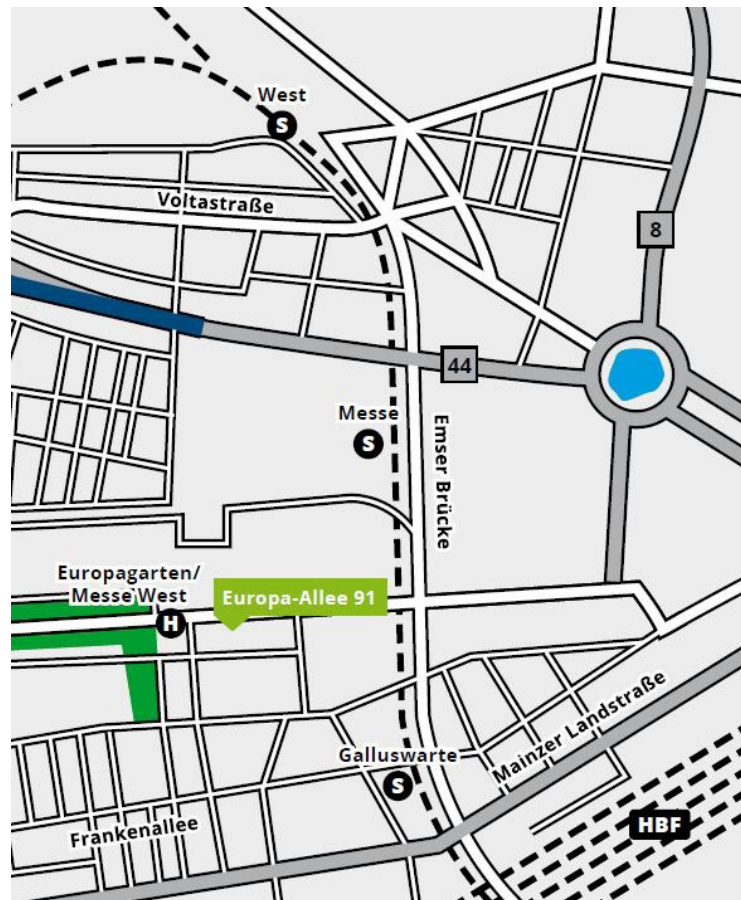 West
S
Voltastraße
8
44
Messe
S
Emser Brücke
Europagarten/
Messe West
H
Europa-Allee 91
Mainzer Landstraße
Galluswarte
S
HBF
Frankenallee